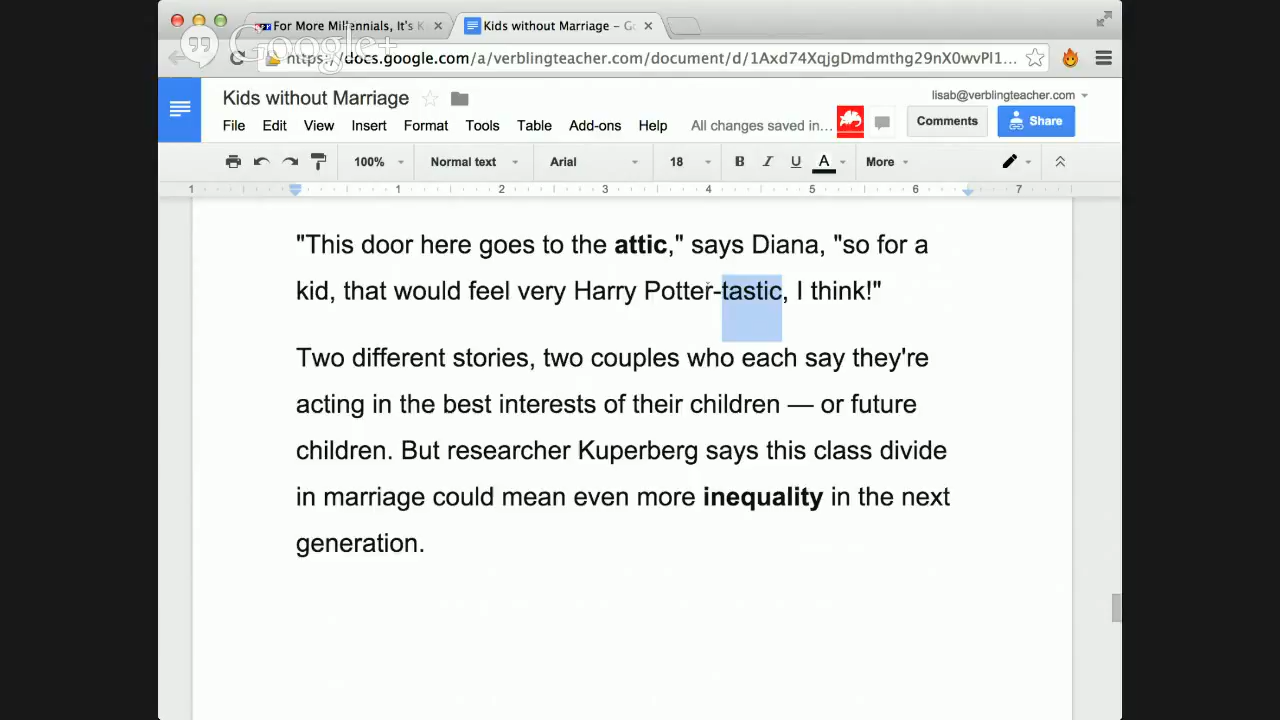 For More Millennials, It's K
Kids without Marriage – Go
Google+
https://docs.google.com/a/verblingteacher.com/document/d/1Axd74XqjgDmdmthg29nX0wvPl1...
Kids without Marriage
lisab@verblingteacher.com
File Edit View Insert Format Tools Table Add-ons Help All changes saved in... Comments Share
100% Normal text Arial 18 B I U A More
1 1 2 3 4 5 6 7
"This door here goes to the attic," says Diana, "so for a
kid, that would feel very Harry Potter-tastic, I think!"
Two different stories, two couples who each say they're
acting in the best interests of their children — or future
children. But researcher Kuperberg says this class divide
in marriage could mean even more inequality in the next
generation.